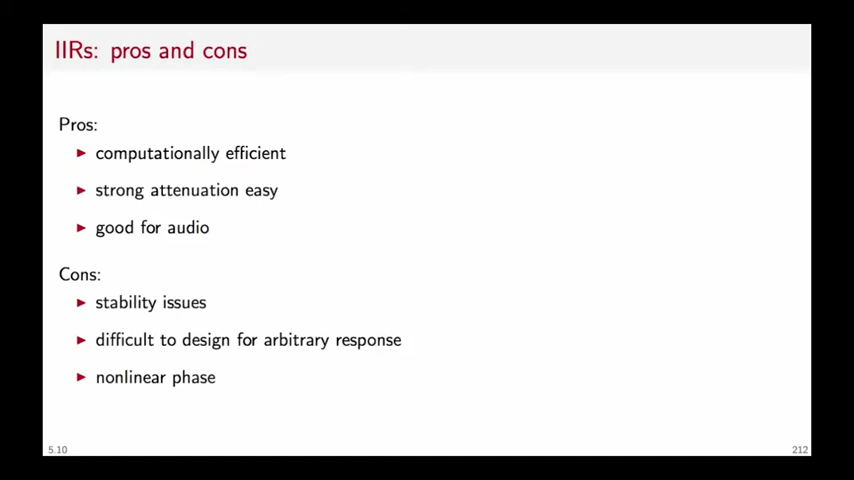 IIRs: pros and cons
Pros:
▶ computationally efficient
▶ strong attenuation easy
▶ good for audio
Cons:
▶ stability issues
▶ difficult to design for arbitrary response
▶ nonlinear phase
5.10
212